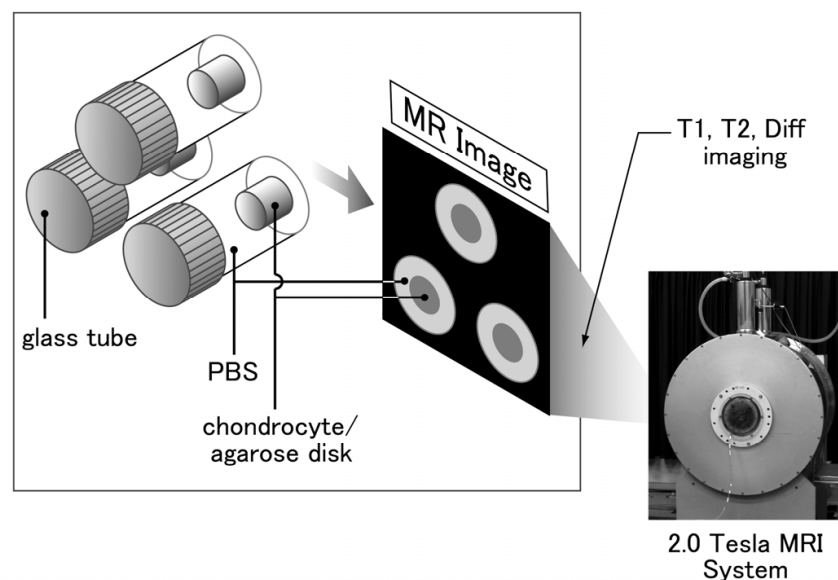 MR Image
T1, T2, Diff
imaging
glass tube
PBS
chondrocyte/
agarose disk
2.0 Tesla MRI
System